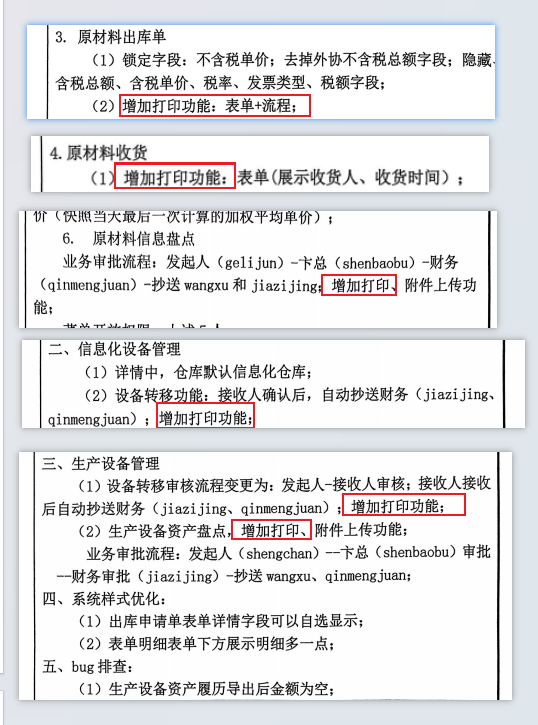 3. 原材料出库单
（1）锁定字段：不含税单价；去掉外协不含税总额字段；隐藏、
含税总额、含税单价、税率、发票类型、税额字段；
（2）增加打印功能：表单+流程；
4.原材料收货
（1）增加打印功能：表单(展示收货人、收货时间）；
价（快照当天最后一次计算的加权平均单价）；
6. 原材料信息盘点
业务审批流程：发起人（gelijun）-卞总（shenbaobu）-财务
（qinmengjuan）-抄送 wangxu 和 jiazijing；增加打印、附件上传功
能；
二、信息化设备管理
（1）详情中，仓库默认信息化仓库；
（2）设备转移功能：接收人确认后，自动抄送财务（jiazijing、
qinmengjuan）；增加打印功能；
三、生产设备管理
（1）设备转移审核流程变更为：发起人-接收人审核；接收人接收
后自动抄送财务（jiazijing、qinmengjuan）；增加打印功能；
（2）生产设备资产盘点，增加打印、附件上传功能；
业务审批流程：发起人（shengchan）--卞总（shenbaobu）审批
--财务审批（jiazijing）-抄送 wangxu、qinmengjuan；
四、系统样式优化：
（1）出库申请单表单详情字段可以自选显示；
（2）表单明细表单下方展示明细多一点；
五、bug 排查：
（1）生产设备资产履历导出后金额为空；